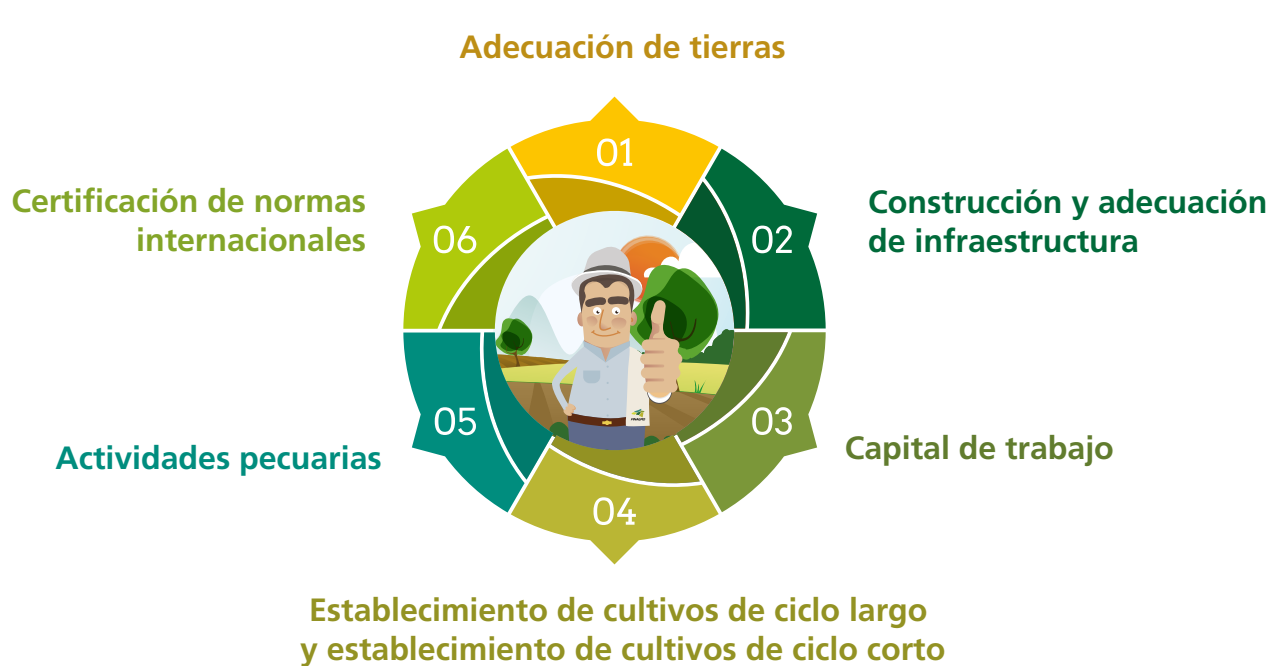 Adecuación de tierras
01
Construcción y adecuación
de infraestructura
02
Capital de trabajo
03
Establecimiento de cultivos de ciclo largo
y establecimiento de cultivos de ciclo corto
04
Actividades pecuarias
05
Certificación de normas
internacionales
06
FINAGRO